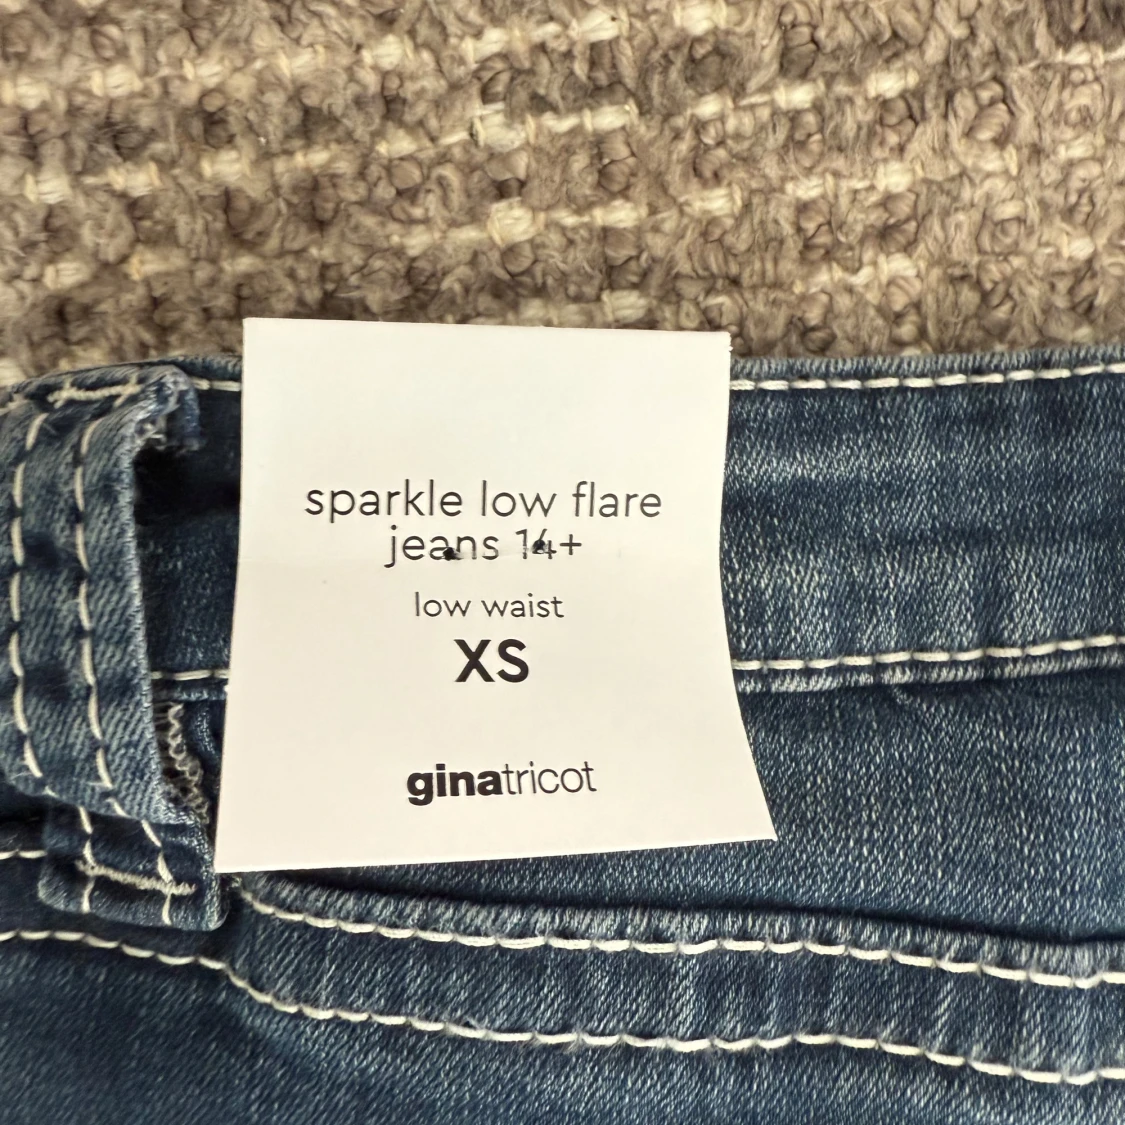 sparkle low flare
jeans 14+
low waist
XS
ginatricot